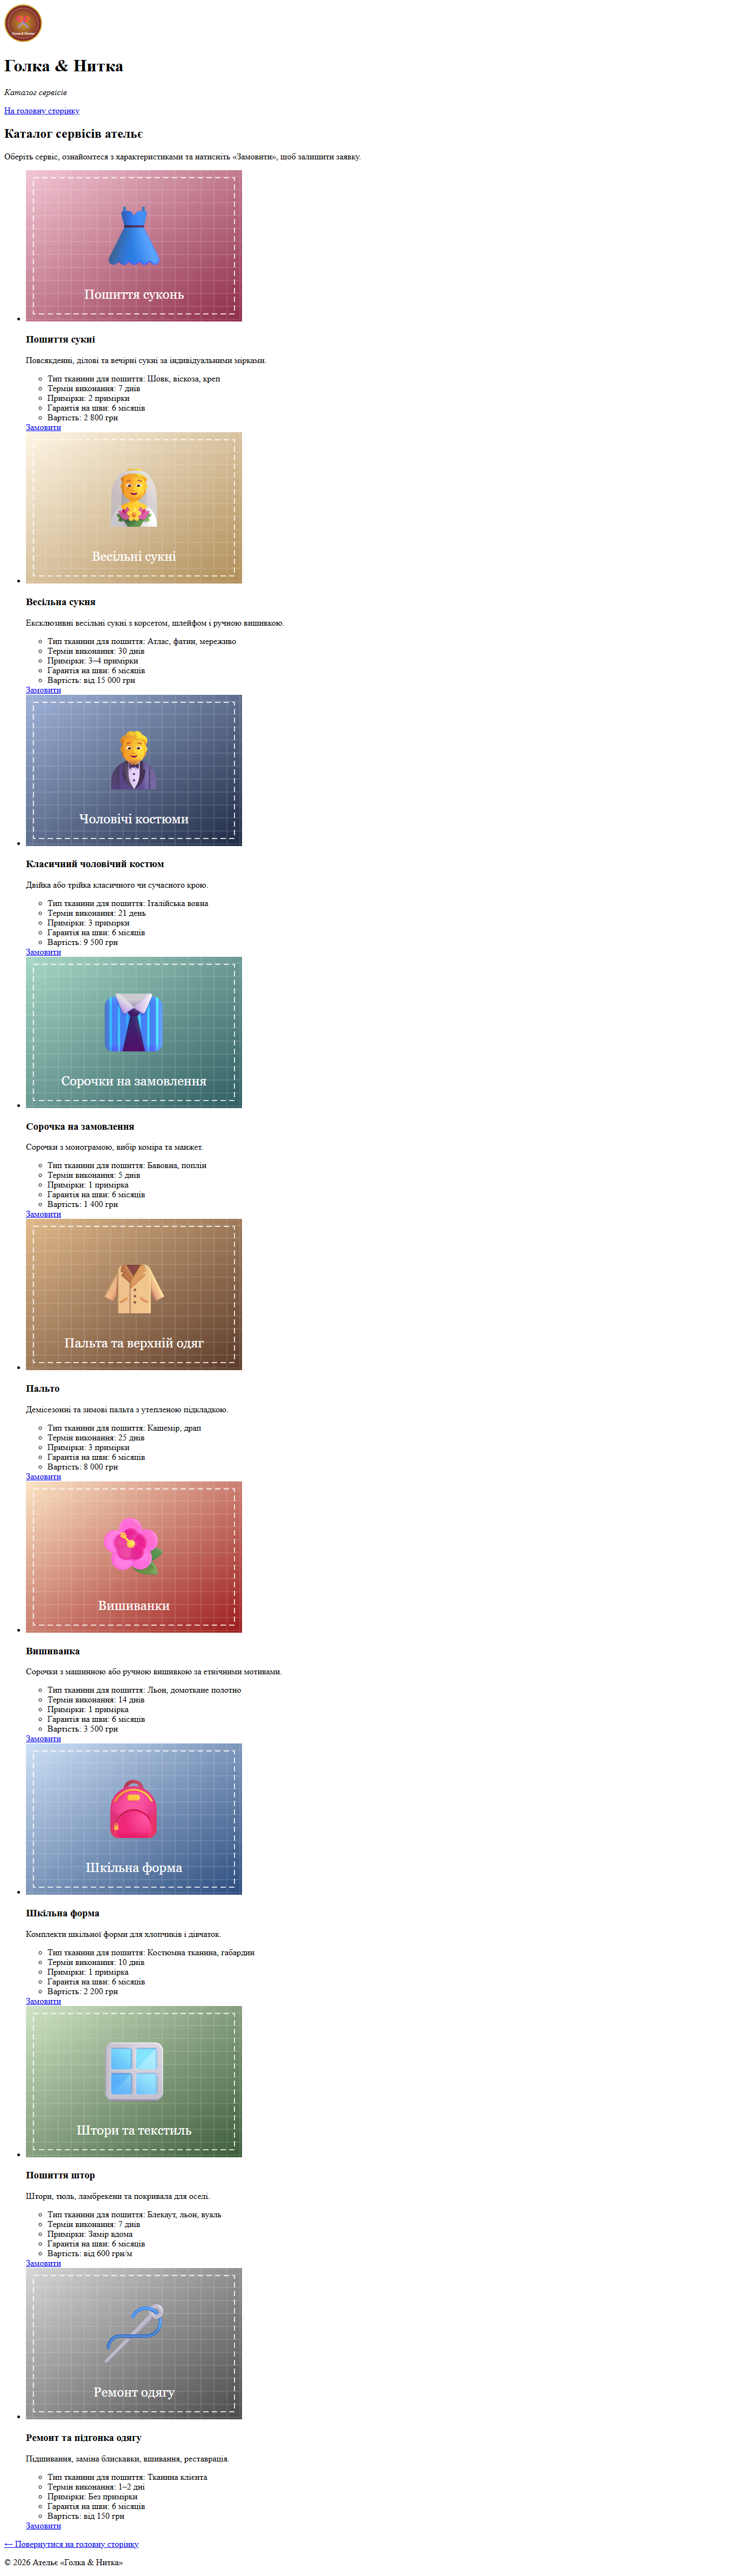 Голка & Нитка
Каталог сервісів
На головну сторінку
Каталог сервісів ательє
Оберіть сервіс, ознайомтеся з характеристиками та натисніть «Замовити», щоб залишити заявку.
Пошиття суконь
Пошиття сукні
Повсякденні, ділові та вечірні сукні за індивідуальними мірками.
Тип тканини для пошиття: Шовк, віскоза, креп
Термін виконання: 7 днів
Примірки: 2 примірки
Гарантія на шви: 6 місяців
Вартість: 2 800 грн
Замовити
Весільні сукні
Весільна сукня
Ексклюзивні весільні сукні з корсетом, шлейфом і ручною вишивкою.
Тип тканини для пошиття: Атлас, фатин, мереживо
Термін виконання: 30 днів
Примірки: 3–4 примірки
Гарантія на шви: 6 місяців
Вартість: від 15 000 грн
Замовити
Чоловічі костюми
Класичний чоловічий костюм
Двійка або трійка класичного чи сучасного крою.
Тип тканини для пошиття: Італійська вовна
Термін виконання: 21 день
Примірки: 3 примірки
Гарантія на шви: 6 місяців
Вартість: 9 500 грн
Замовити
Сорочки на замовлення
Сорочка на замовлення
Сорочки з монограмою, вибір коміра та манжет.
Тип тканини для пошиття: Бавовна, поплін
Термін виконання: 5 днів
Примірки: 1 примірка
Гарантія на шви: 6 місяців
Вартість: 1 400 грн
Замовити
Пальта та верхній одяг
Пальто
Демісезонні та зимові пальта з утепленою підкладкою.
Тип тканини для пошиття: Кашемір, драп
Термін виконання: 25 днів
Примірки: 3 примірки
Гарантія на шви: 6 місяців
Вартість: 8 000 грн
Замовити
Вишиванки
Вишиванка
Сорочки з машинною або ручною вишивкою за етнічними мотивами.
Тип тканини для пошиття: Льон, домоткане полотно
Термін виконання: 14 днів
Примірки: 1 примірка
Гарантія на шви: 6 місяців
Вартість: 3 500 грн
Замовити
Шкільна форма
Шкільна форма
Комплекти шкільної форми для хлопчиків і дівчаток.
Тип тканини для пошиття: Костюмна тканина, габардин
Термін виконання: 10 днів
Примірки: 1 примірка
Гарантія на шви: 6 місяців
Вартість: 2 200 грн
Замовити
Штори та текстиль
Пошиття штор
Штори, тюль, ламбрекени та покривала для оселі.
Тип тканини для пошиття: Блекаут, льон, вуаль
Термін виконання: 7 днів
Примірки: Замір вдома
Гарантія на шви: 6 місяців
Вартість: від 600 грн/м
Замовити
Ремонт одягу
Ремонт та підгонка одягу
Підшивання, заміна блискавки, вшивання, реставрація.
Тип тканини для пошиття: Тканина клієнта
Термін виконання: 1–2 дні
Примірки: Без примірки
Гарантія на шви: 6 місяців
Вартість: від 150 грн
Замовити
← Повернутися на головну сторінку
© 2026 Ательє «Голка & Нитка»